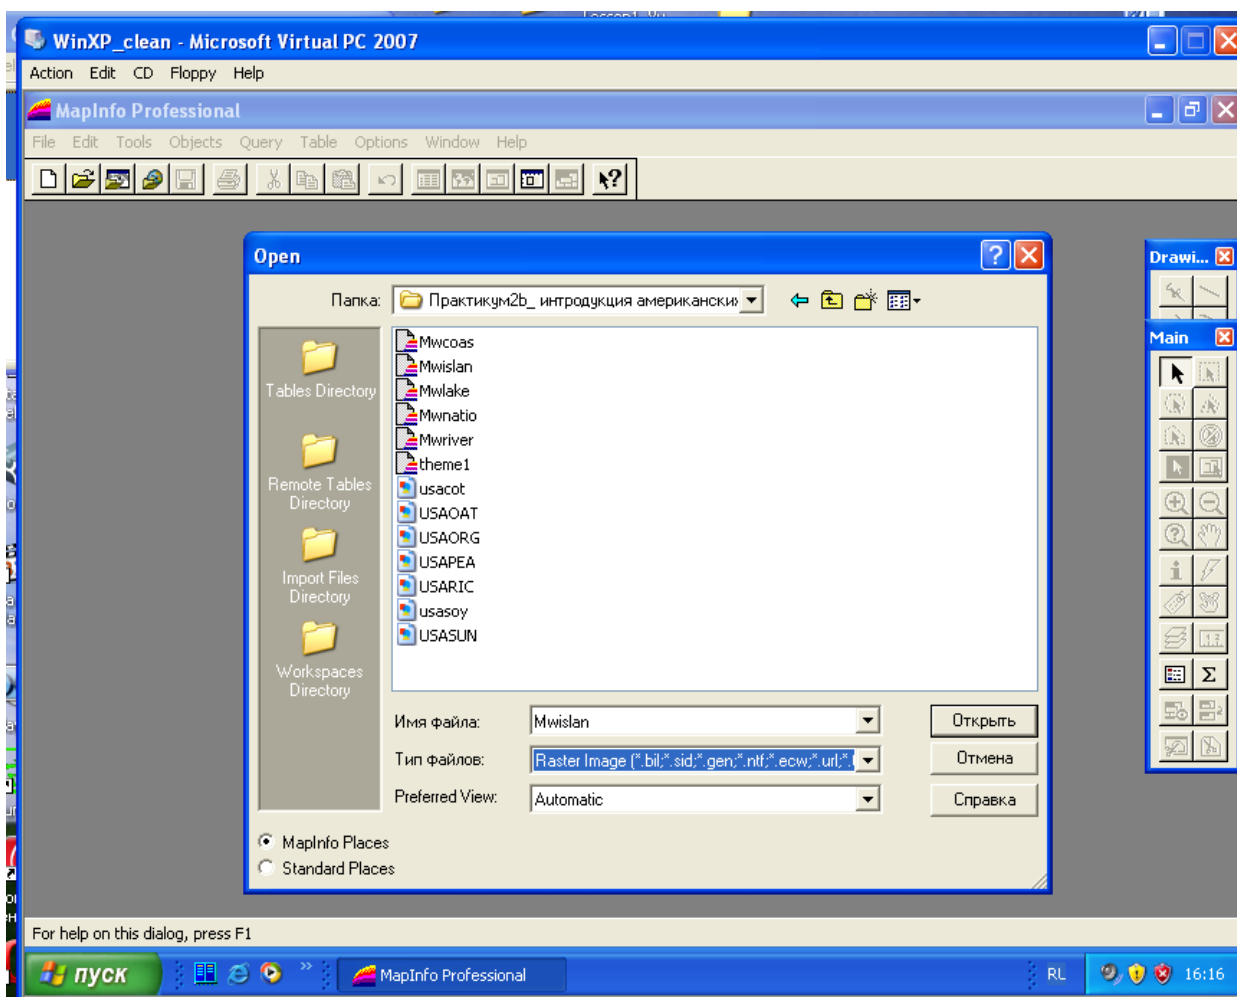 WinXP_clean - Microsoft Virtual PC 2007
Action Edit CD Floppy Help
MapInfo Professional
File Edit Tools Objects Query Table Options Window Help
Open
Папка: Практикум2b_ интродукция американски
Drawi...
Main
Tables Directory
Remote Tables
Directory
Import Files
Directory
Workspaces
Directory
Mwcoas
Mwislan
Mwlake
Mwnatio
Mwriver
theme1
usacot
USAOAT
USAORG
USAPEA
USARIC
usasoy
USASUN
Имя файла: Mwislan Открыть
Тип файлов: Raster Image (*.bil;*.sid;*.gen;*.ntf;*.ecw;*.url;*. Отмена
Preferred View: Automatic Справка
MapInfo Places
Standard Places
For help on this dialog, press F1
пуск MapInfo Professional RL 16:16